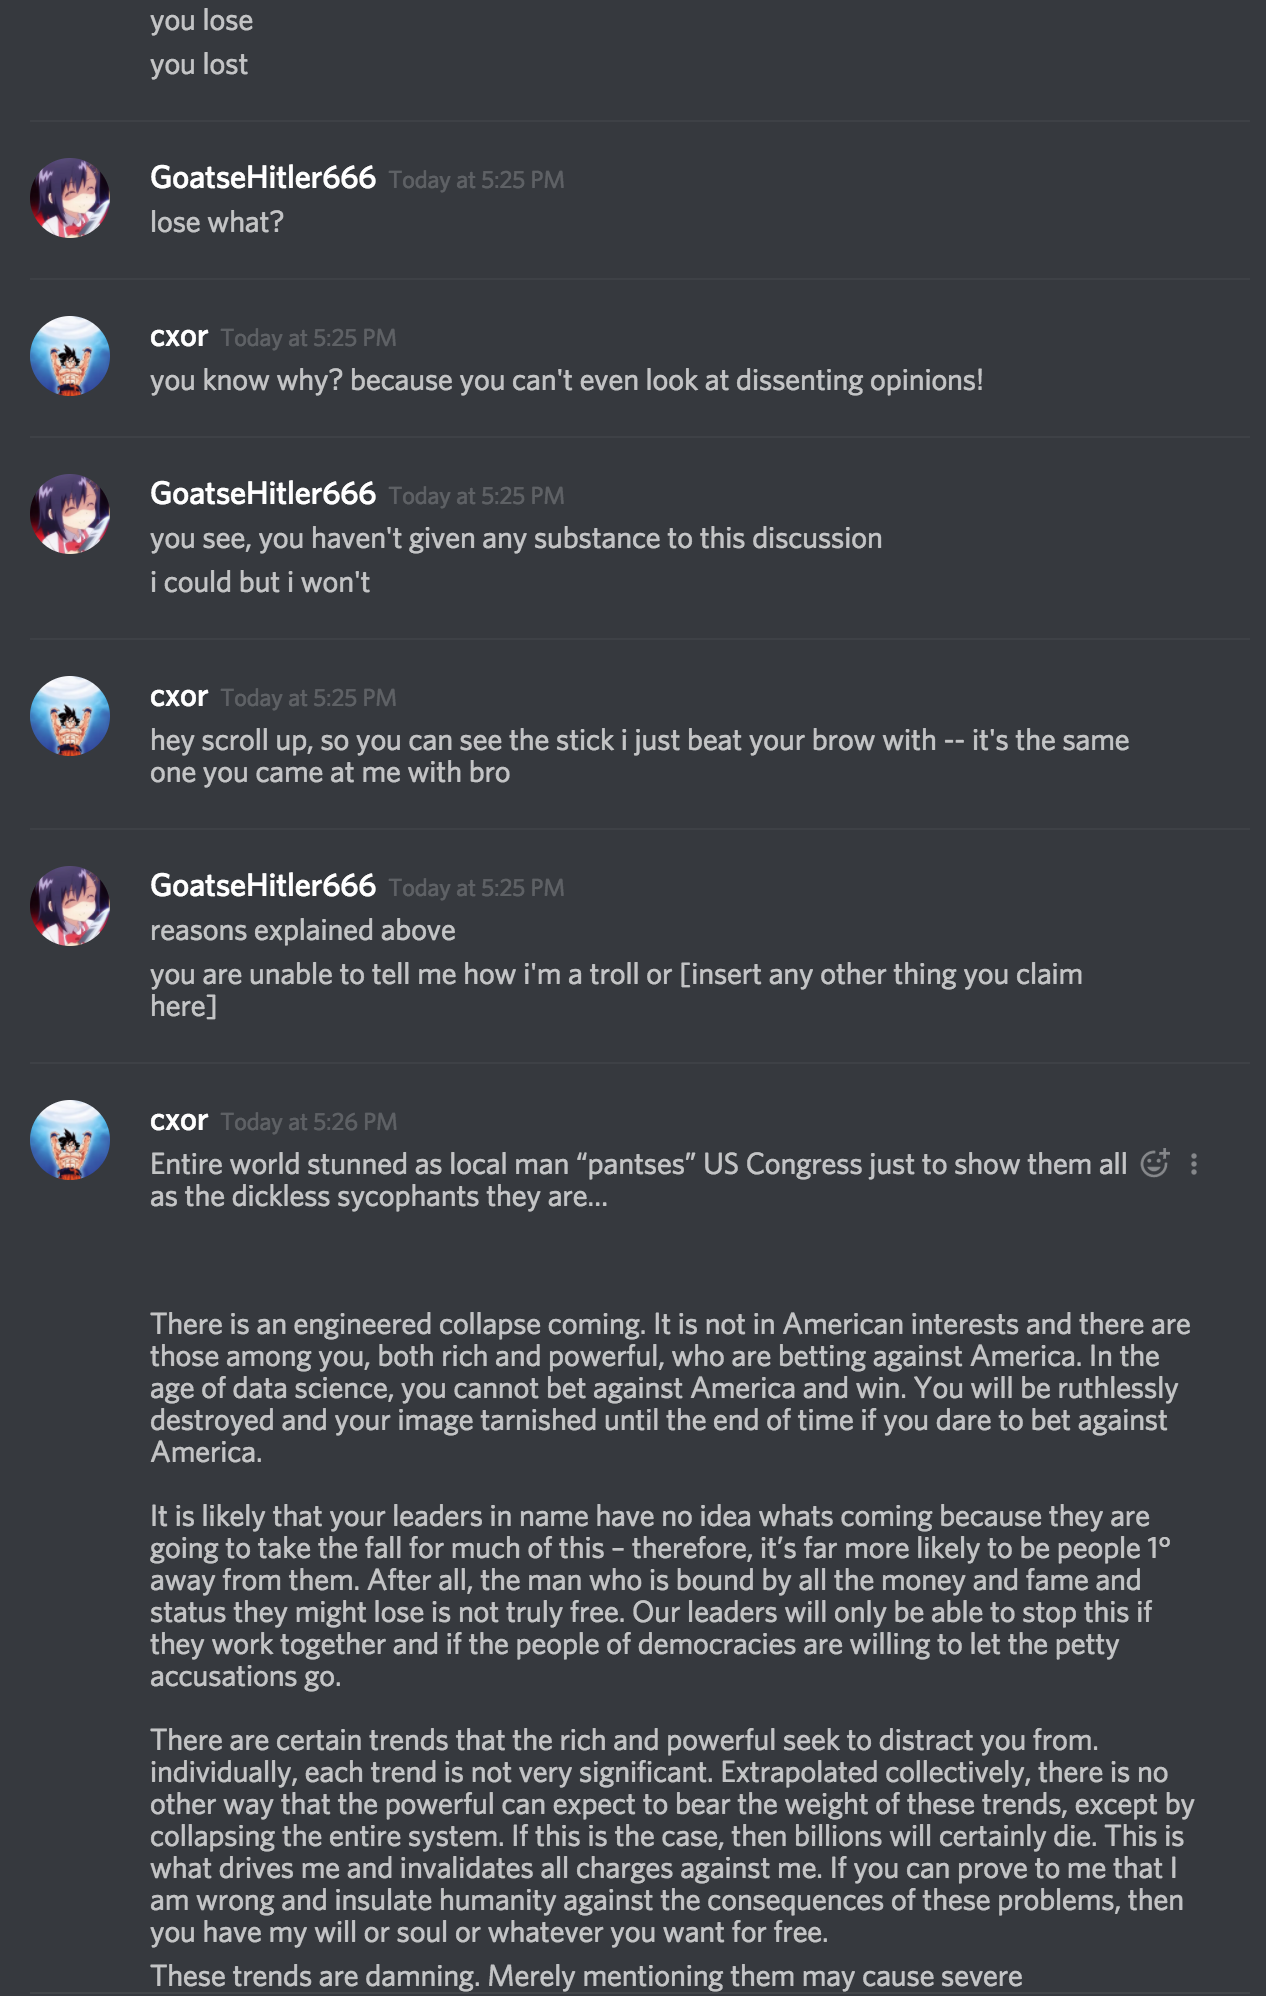 you lose
you lost
GoatseHitler666 Today at 5:25 PM
lose what?
cxor Today at 5:25 PM
you know why? because you can't even look at dissenting opinions!
GoatseHitler666 Today at 5:25 PM
you see, you haven't given any substance to this discussion
i could but i won't
cxor Today at 5:25 PM
hey scroll up, so you can see the stick i just beat your brow with -- it's the same
one you came at me with bro
GoatseHitler666 Today at 5:25 PM
reasons explained above
you are unable to tell me how i'm a troll or [insert any other thing you claim
here]
cxor Today at 5:26 PM
Entire world stunned as local man “pantses” US Congress just to show them all
as the dickless sycophants they are...
There is an engineered collapse coming. It is not in American interests and there are
those among you, both rich and powerful, who are betting against America. In the
age of data science, you cannot bet against America and win. You will be ruthlessly
destroyed and your image tarnished until the end of time if you dare to bet against
America.
It is likely that your leaders in name have no idea whats coming because they are
going to take the fall for much of this – therefore, it’s far more likely to be people 1º
away from them. After all, the man who is bound by all the money and fame and
status they might lose is not truly free. Our leaders will only be able to stop this if
they work together and if the people of democracies are willing to let the petty
accusations go.
There are certain trends that the rich and powerful seek to distract you from.
individually, each trend is not very significant. Extrapolated collectively, there is no
other way that the powerful can expect to bear the weight of these trends, except by
collapsing the entire system. If this is the case, then billions will certainly die. This is
what drives me and invalidates all charges against me. If you can prove to me that I
am wrong and insulate humanity against the consequences of these problems, then
you have my will or soul or whatever you want for free.
These trends are damning. Merely mentioning them may cause severe